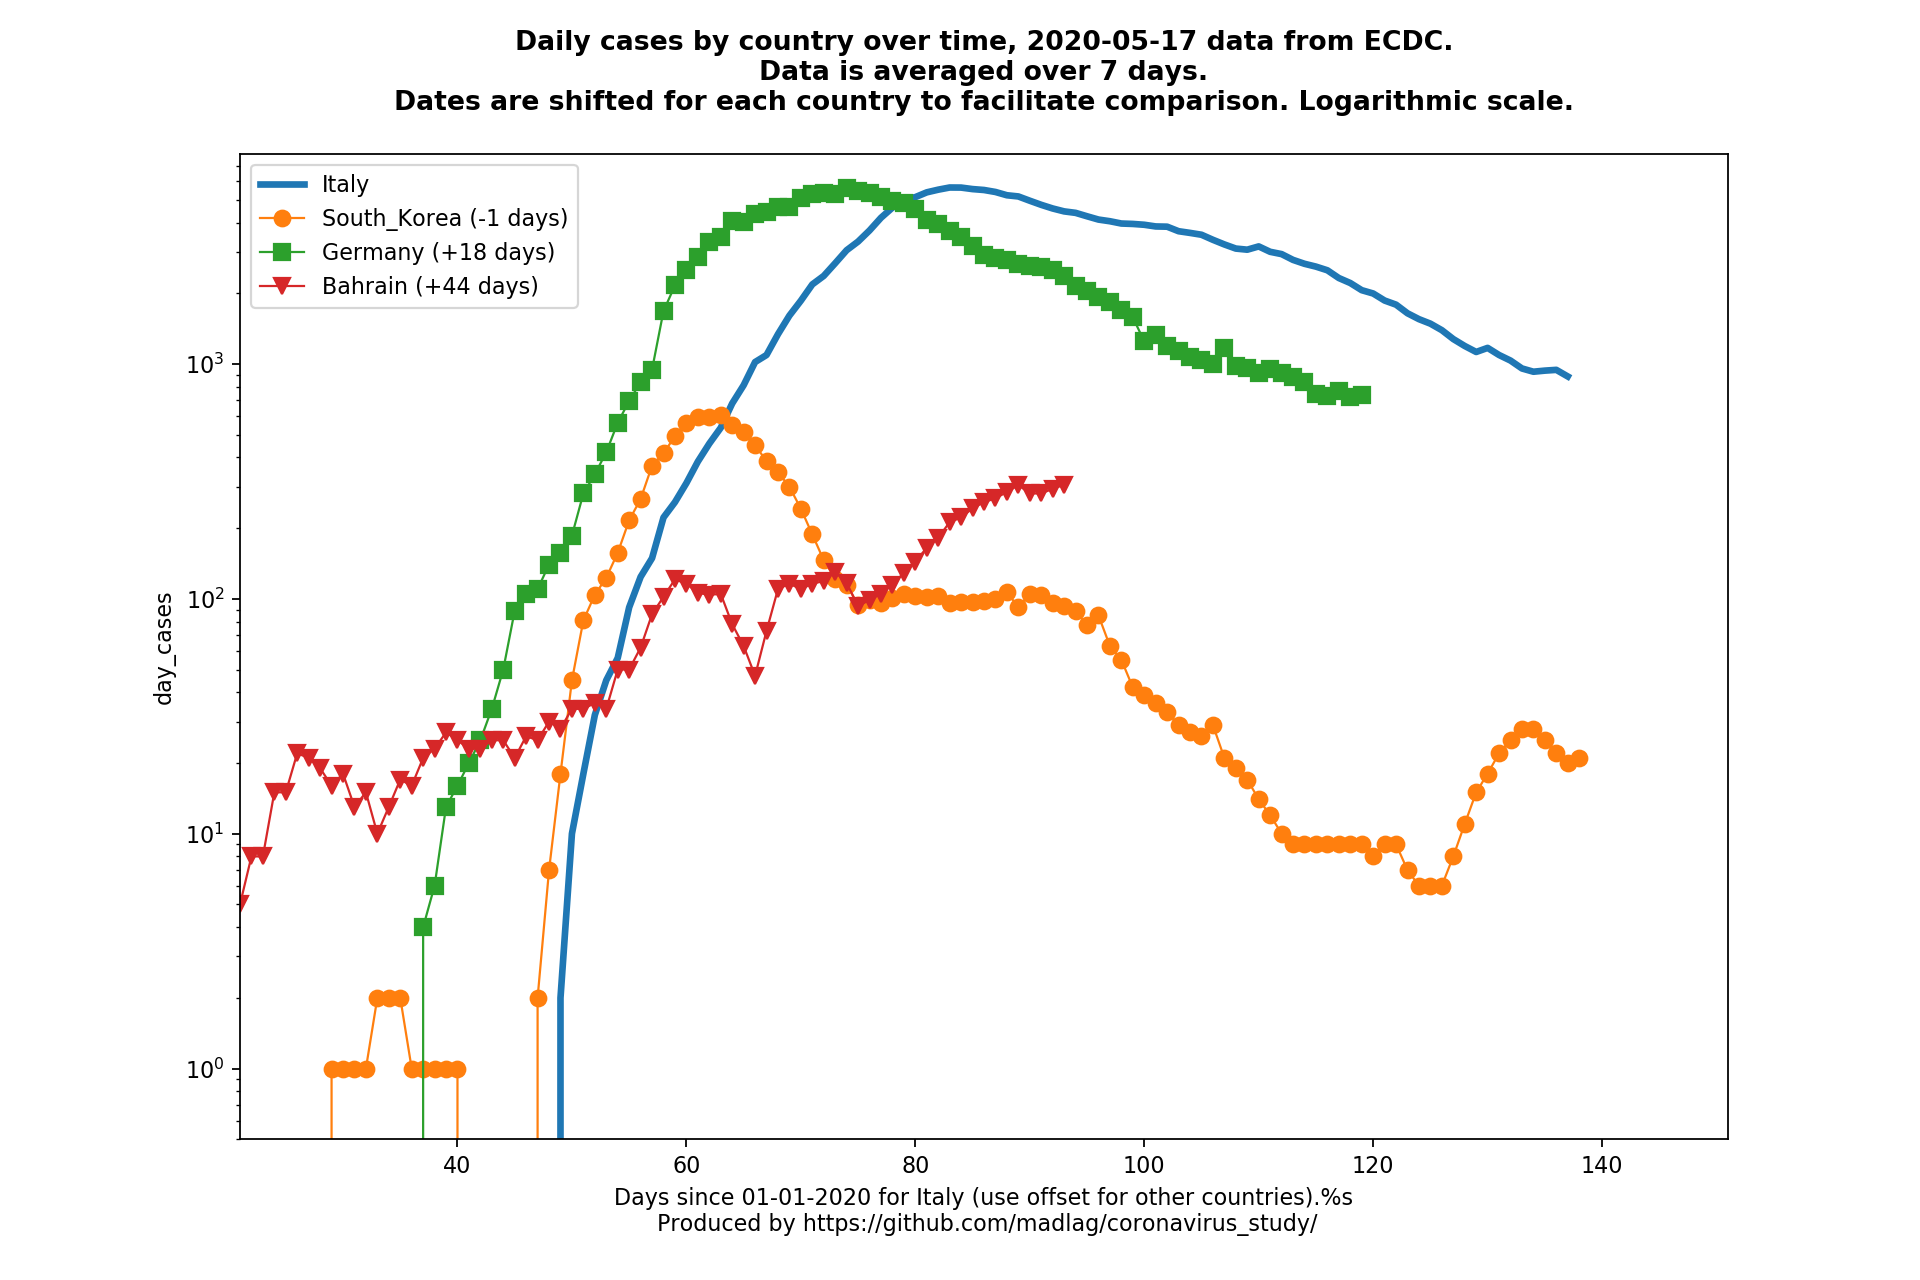 Daily cases by country over time, 2020-05-17 data from ECDC.
Data is averaged over 7 days.
Dates are shifted for each country to facilitate comparison. Logarithmic scale.
Italy
South_Korea (-1 days)
Germany (+18 days)
Bahrain (+44 days)
day_cases
10³
10²
10¹
10⁰
40 60 80 100 120 140
Days since 01-01-2020 for Italy (use offset for other countries).%s
Produced by https://github.com/madlag/coronavirus_study/